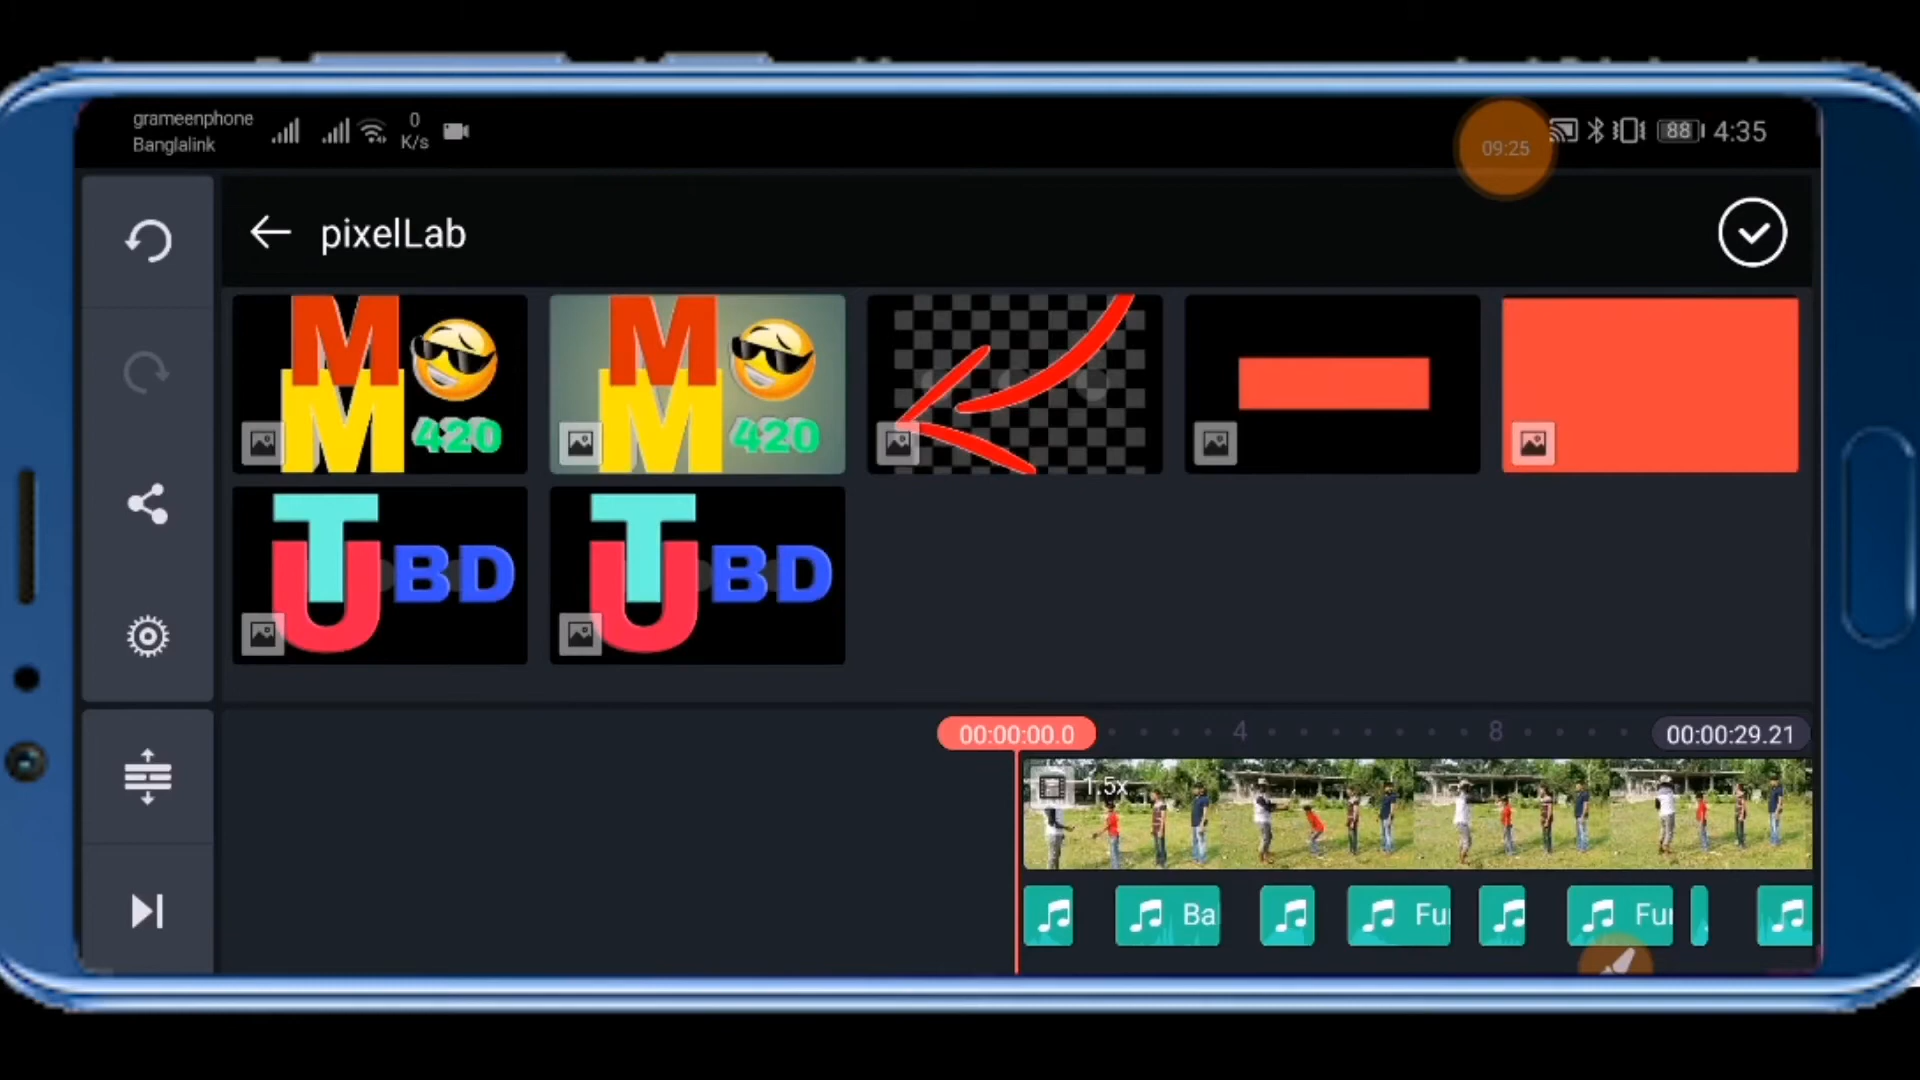 grameenphone
Banglalink
0
K/s
09:25
88
4:35
pixelLab
M
M
420
M
M
420
T
U BD
T
U BD
00:00:00.0
4
8
00:00:29.21
1.5x
Ba
Fu
Fu